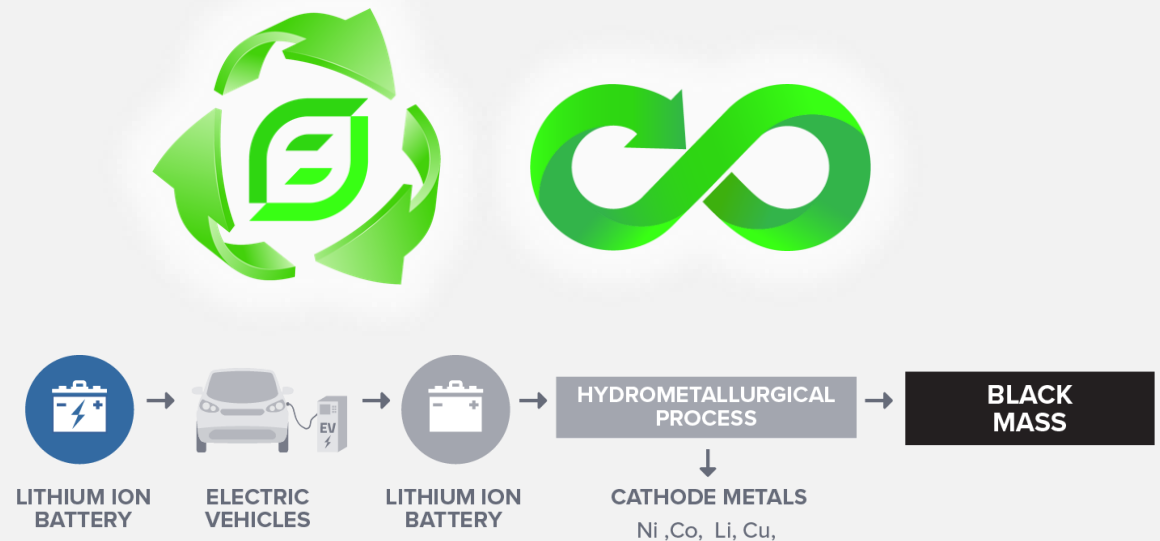 EV
LITHIUM ION
BATTERY
ELECTRIC
VEHICLES
LITHIUM ION
BATTERY
HYDROMETALLURGICAL
PROCESS
CATHODE METALS
Ni ,Co, Li, Cu,
BLACK
MASS